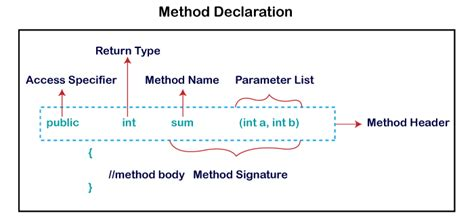 Method Declaration
Return Type
Access Specifier Method Name Parameter List
public int sum (int a, int b) Method Header
{
//method body Method Signature
}